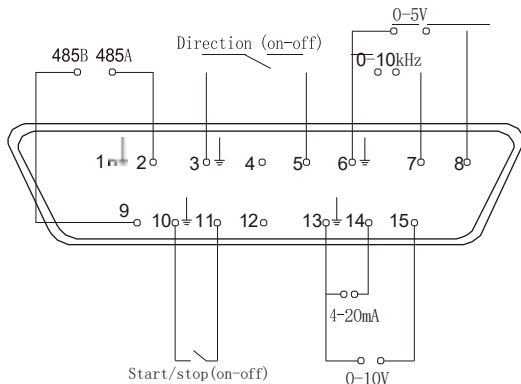 0-5V
Direction (on-off)
485B 485A
0-10kHz
1 2 3 4 5 6 7 8
9 10 11 12 13 14 15
4-20mA
Start/stop(on-off)
0-10V